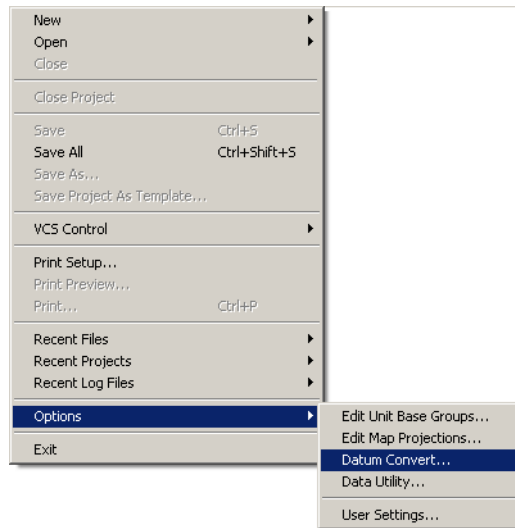 New
Open
Close
Close Project
Save Ctrl+S
Save All Ctrl+Shift+S
Save As...
Save Project As Template...
VCS Control
Print Setup...
Print Preview...
Print... Ctrl+P
Recent Files
Recent Projects
Recent Log Files
Options
Exit
Edit Unit Base Groups...
Edit Map Projections...
Datum Convert...
Data Utility...
User Settings...